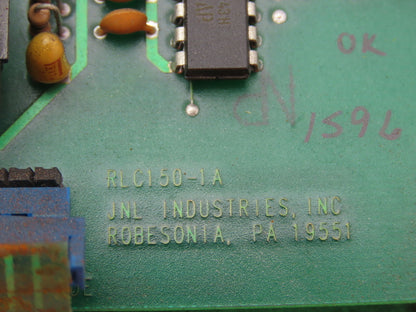 OK
1596
RLC150-1A
JNL INDUSTRIES, INC
ROBESONIA, PA 19551